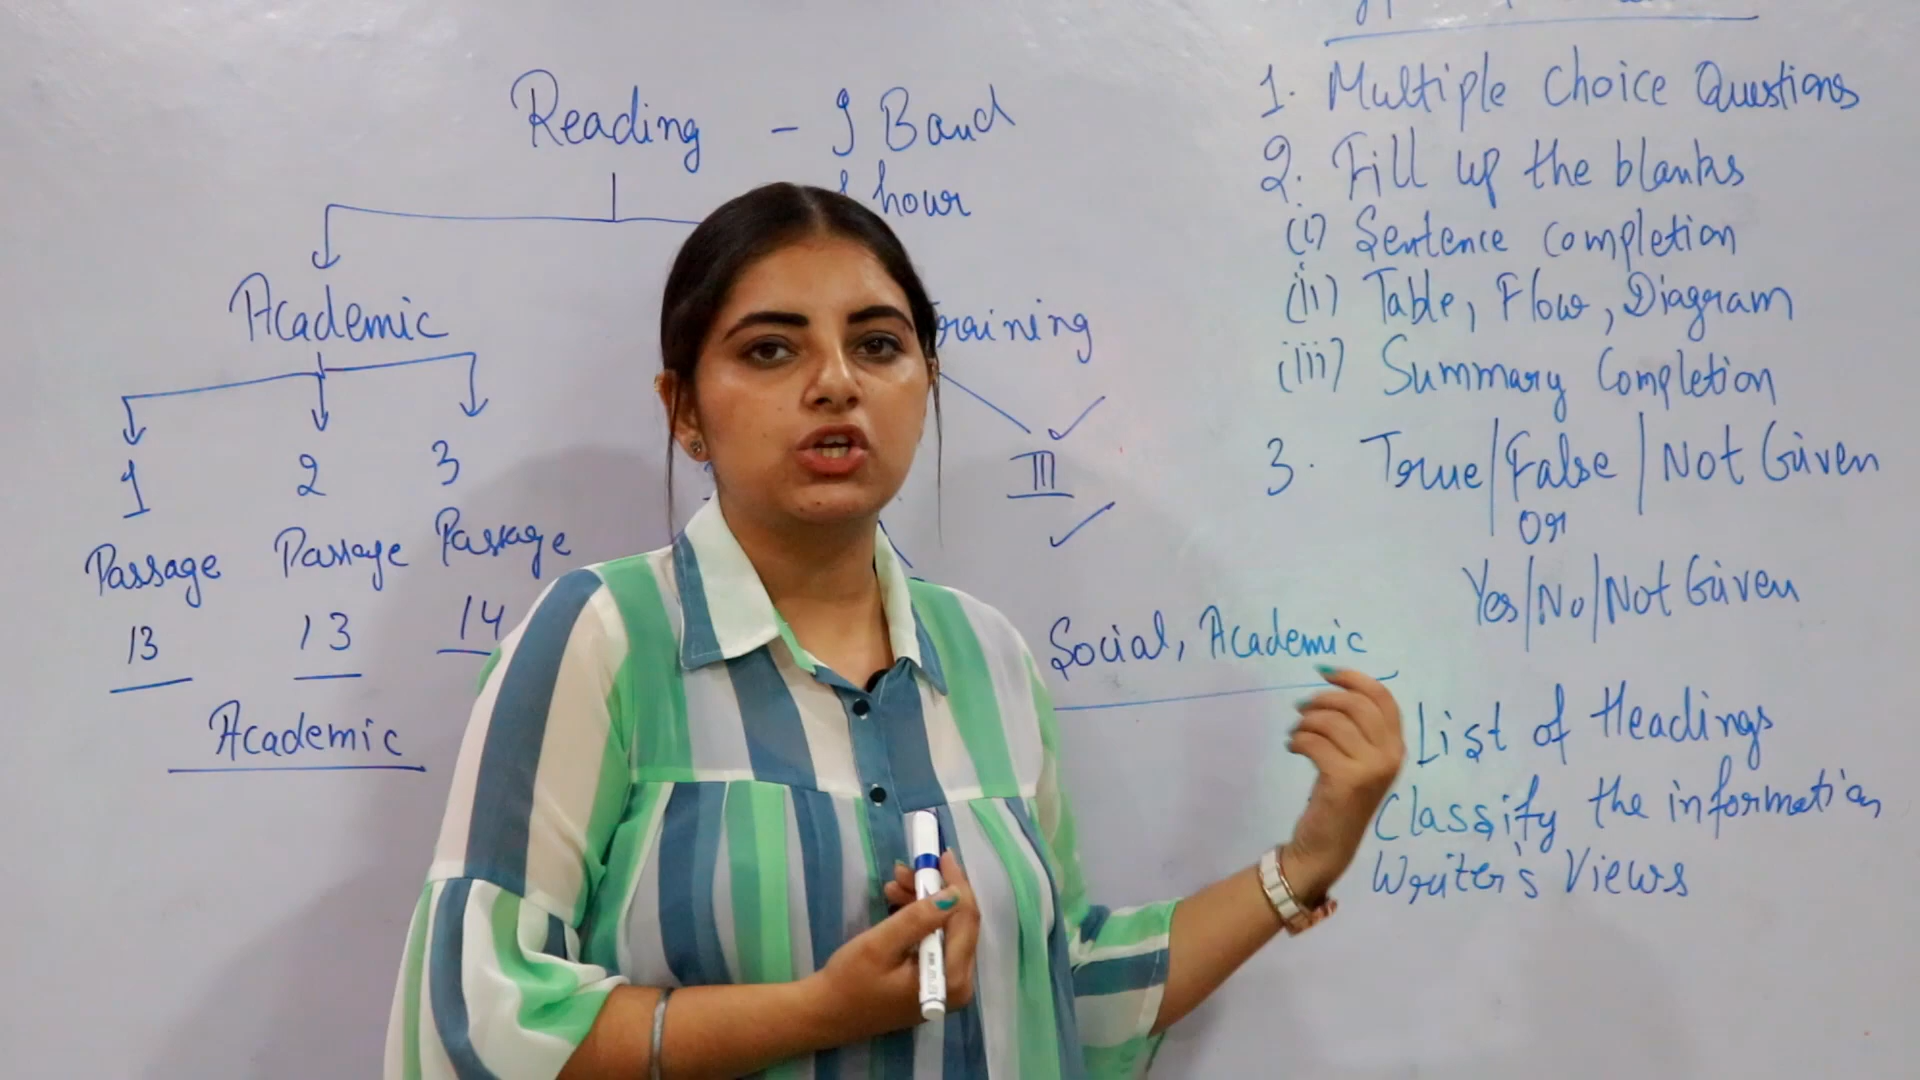 Reading - 9 Band
hour
Academic
raining
1 2 3
III
Passage Passage Passage
13 13 14
Academic
Social, Academic
1. Multiple Choice Questions
2. Fill up the blanks
(i) Sentence Completion
(ii) Table, Flow, Diagram
(iii) Summary Completion
3. True/False/Not Given
or
Yes/No/Not Given
List of Headings
Classify the information
Writer's Views